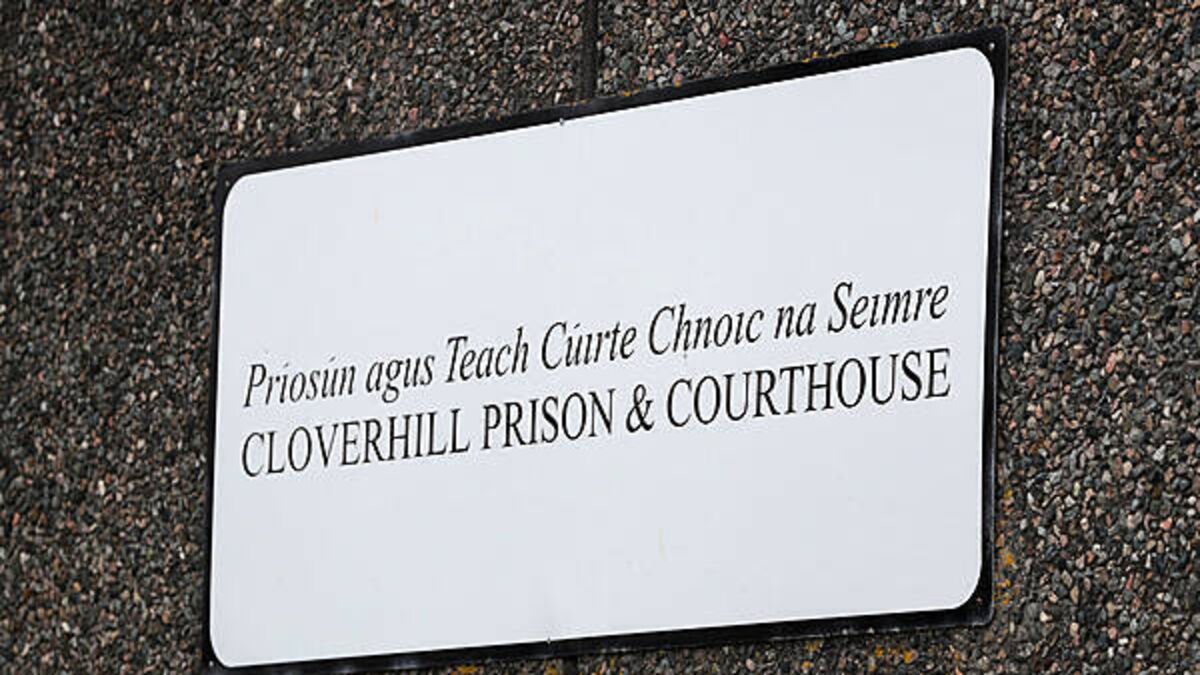 Príosún agus Teach Cúirte Chnoic na Seimre
CLOVERHILL PRISON & COURTHOUSE